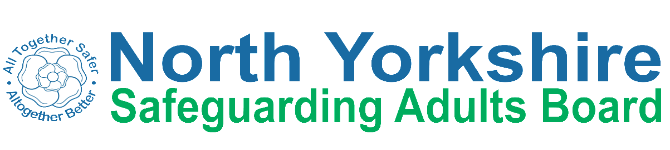 All Together Safer
Altogether Better
North Yorkshire
Safeguarding Adults Board